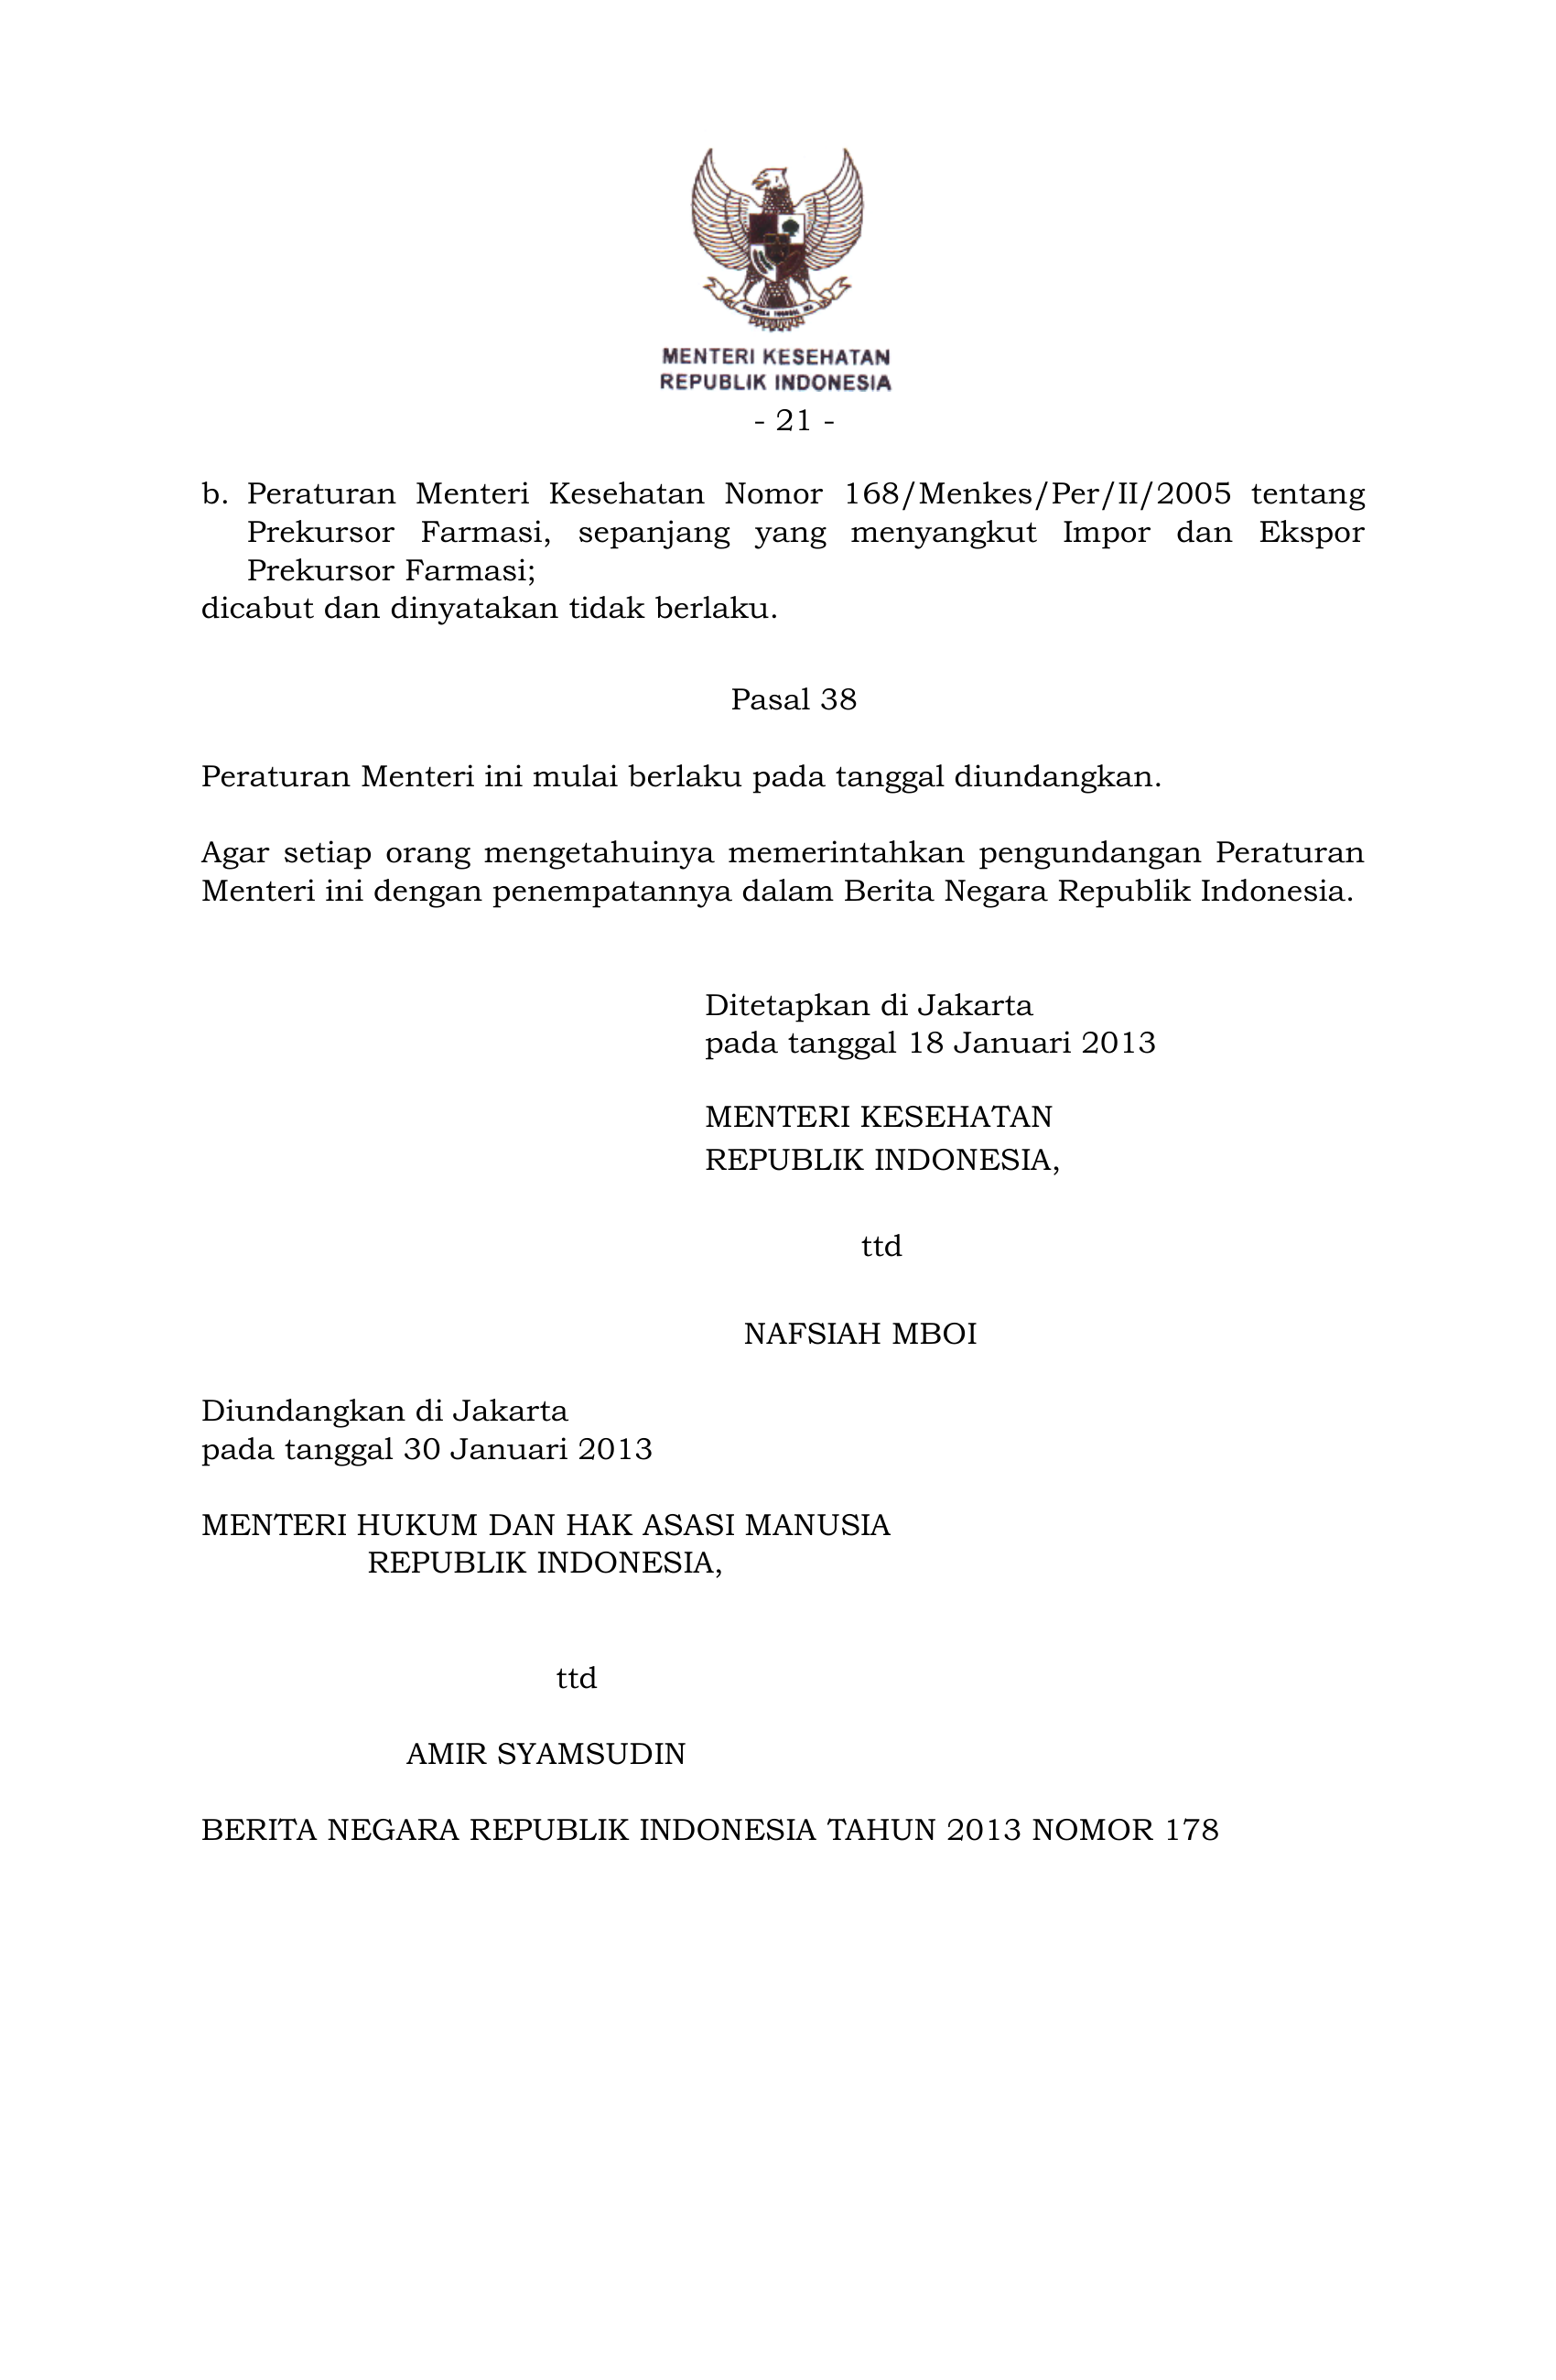 MENTERI KESEHATAN
REPUBLIK INDONESIA
- 21 -
b. Peraturan Menteri Kesehatan Nomor 168/Menkes/Per/II/2005 tentang
Prekursor Farmasi, sepanjang yang menyangkut Impor dan Ekspor
Prekursor Farmasi;
dicabut dan dinyatakan tidak berlaku.
Pasal 38
Peraturan Menteri ini mulai berlaku pada tanggal diundangkan.
Agar setiap orang mengetahuinya memerintahkan pengundangan Peraturan
Menteri ini dengan penempatannya dalam Berita Negara Republik Indonesia.
Ditetapkan di Jakarta
pada tanggal 18 Januari 2013
MENTERI KESEHATAN
REPUBLIK INDONESIA,
ttd
NAFSIAH MBOI
Diundangkan di Jakarta
pada tanggal 30 Januari 2013
MENTERI HUKUM DAN HAK ASASI MANUSIA
REPUBLIK INDONESIA,
ttd
AMIR SYAMSUDIN
BERITA NEGARA REPUBLIK INDONESIA TAHUN 2013 NOMOR 178